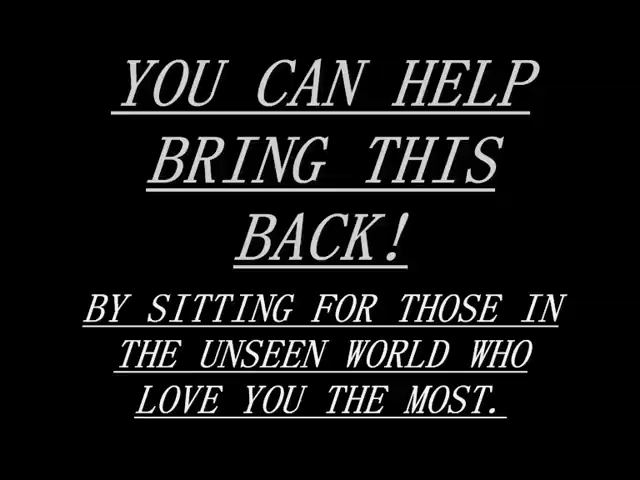 YOU CAN HELP
BRING THIS
BACK!
BY SITTING FOR THOSE IN
THE UNSEEN WORLD WHO
LOVE YOU THE MOST.